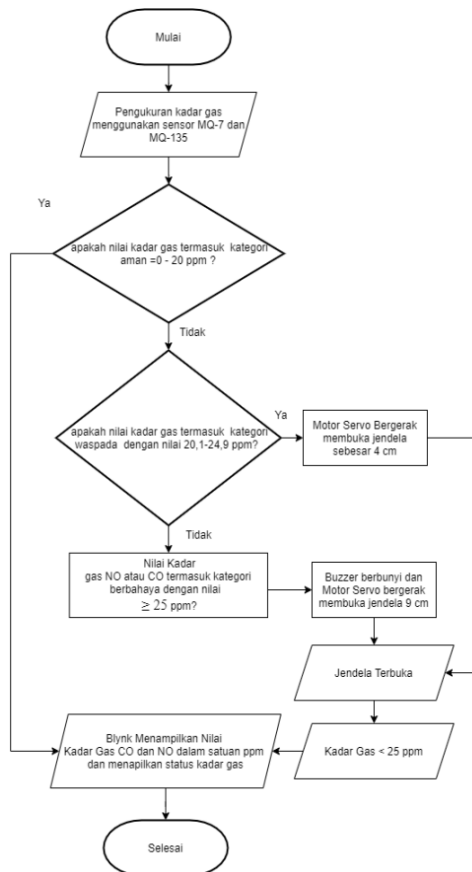 Mulai
Pengukuran kadar gas
menggunakan sensor MQ-7 dan
MQ-135
Ya
apakah nilai kadar gas termasuk kategori
aman =0 - 20 ppm ?
Tidak
apakah nilai kadar gas termasuk kategori
waspada dengan nilai 20,1-24,9 ppm?
Ya
Motor Servo Bergerak
membuka jendela
sebesar 4 cm
Tidak
Nilai Kadar
gas NO atau CO termasuk kategori
berbahaya dengan nilai
≥ 25 ppm?
Buzzer berbunyi dan
Motor Servo bergerak
membuka jendela 9 cm
Jendela Terbuka
Kadar Gas < 25 ppm
Blynk Menampilkan Nilai
Kadar Gas CO dan NO dalam satuan ppm
dan menapilkan status kadar gas
Selesai